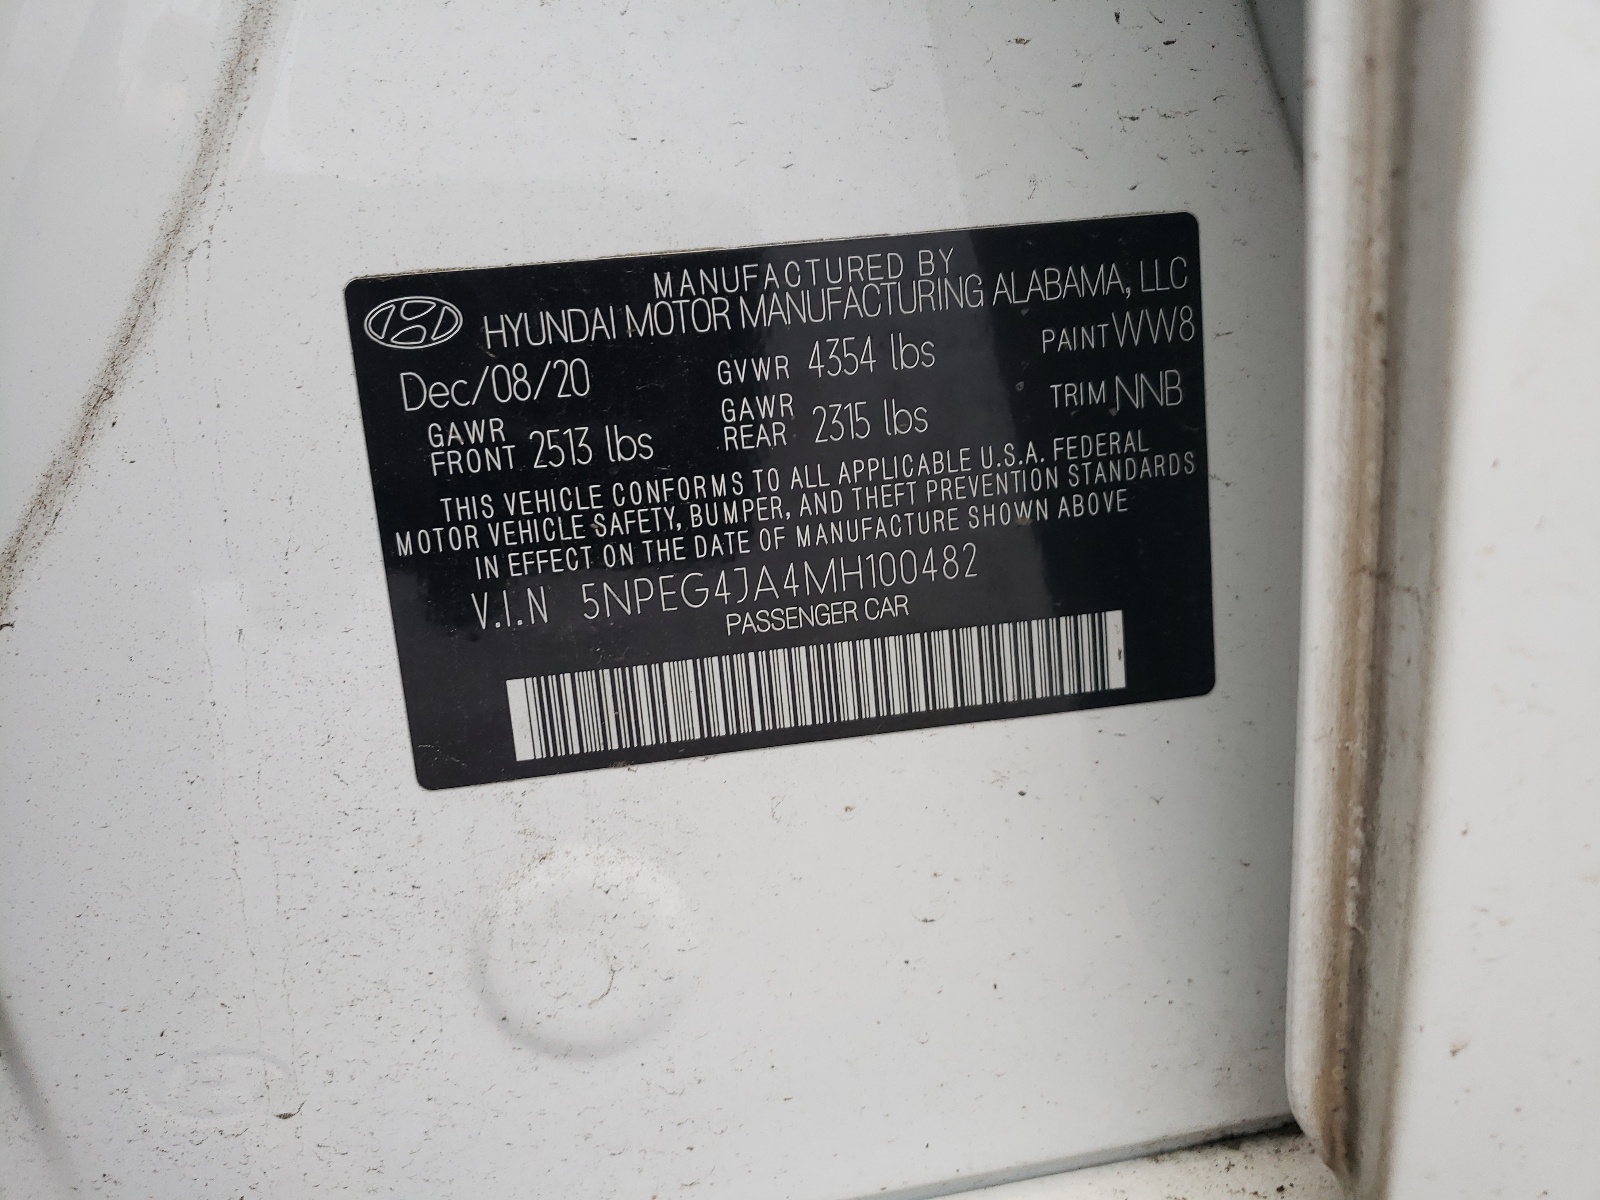 MANUFACTURED BY
HYUNDAI MOTOR MANUFACTURING ALABAMA, LLC
Dec/08/20 GVWR 4354 lbs PAINT WW8
GAWR FRONT 2513 lbs GAWR REAR 2315 lbs TRIM NNB
THIS VEHICLE CONFORMS TO ALL APPLICABLE U.S.A. FEDERAL
MOTOR VEHICLE SAFETY, BUMPER, AND THEFT PREVENTION STANDARDS
IN EFFECT ON THE DATE OF MANUFACTURE SHOWN ABOVE
V.I.N 5NPEG4JA4MH100482
PASSENGER CAR